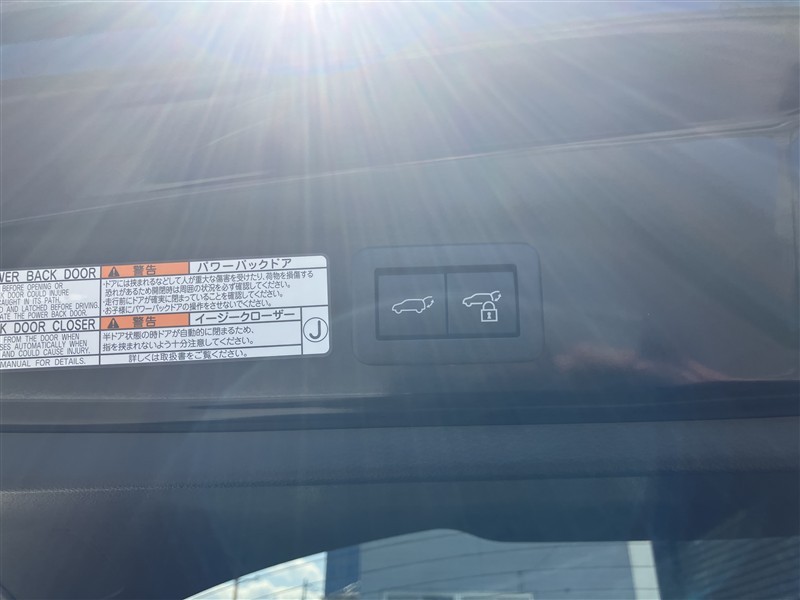 WER BACK DOOR
BEFORE OPENING OR
CK DOOR COULD INJURE
CAUGHT IN ITS PATH.
D AND LATCHED BEFORE DRIVING.
ATE THE POWER BACK DOOR.
警告
パワーバックドア
・ドアには挟まれるなどして人が重大な傷害を受けたり、荷物を損傷する
恐れがあるため開閉時は周囲の状況を必ず確認してください。
・走行前にドアが確実に閉まっていることを確認してください。
・お子様にパワーバックドアの操作をさせないでください。
K DOOR CLOSER
FROM THE DOOR WHEN
SES AUTOMATICALLY WHEN
AND COULD CAUSE INJURY.
MANUAL FOR DETAILS.
警告
イージークローザー
半ドア状態の時ドアが自動的に閉まるため、
指を挟まれないよう十分注意してください。
詳しくは取扱書をご覧ください。
J